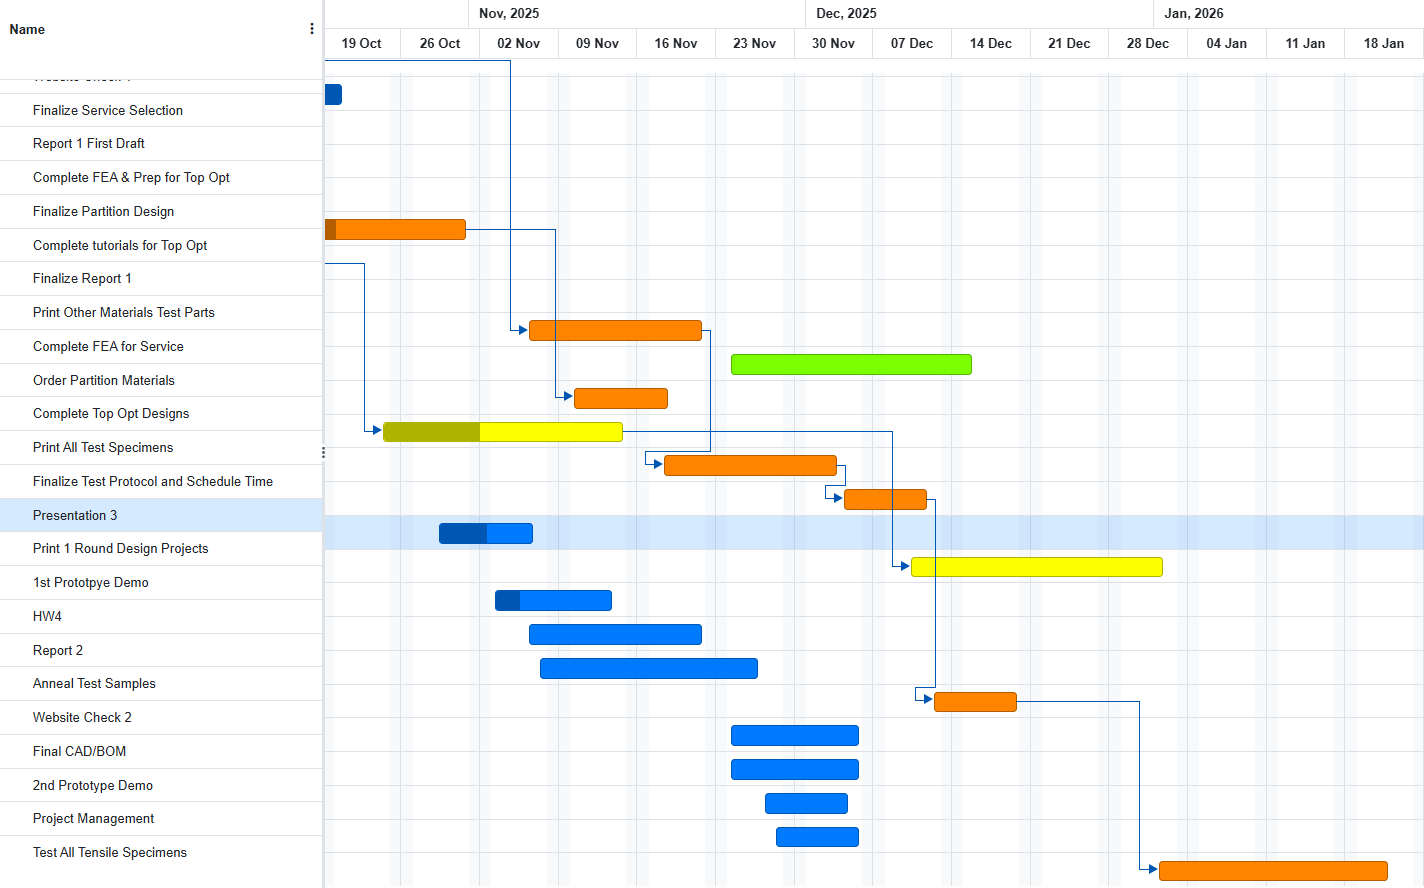 Name
Nov, 2025
Dec, 2025
Jan, 2026
19 Oct
26 Oct
02 Nov
09 Nov
16 Nov
23 Nov
30 Nov
07 Dec
14 Dec
21 Dec
28 Dec
04 Jan
11 Jan
18 Jan
Website Check 1
Finalize Service Selection
Report 1 First Draft
Complete FEA & Prep for Top Opt
Finalize Partition Design
Complete tutorials for Top Opt
Finalize Report 1
Print Other Materials Test Parts
Complete FEA for Service
Order Partition Materials
Complete Top Opt Designs
Print All Test Specimens
Finalize Test Protocol and Schedule Time
Presentation 3
Print 1 Round Design Projects
1st Prototpye Demo
HW4
Report 2
Anneal Test Samples
Website Check 2
Final CAD/BOM
2nd Prototype Demo
Project Management
Test All Tensile Specimens